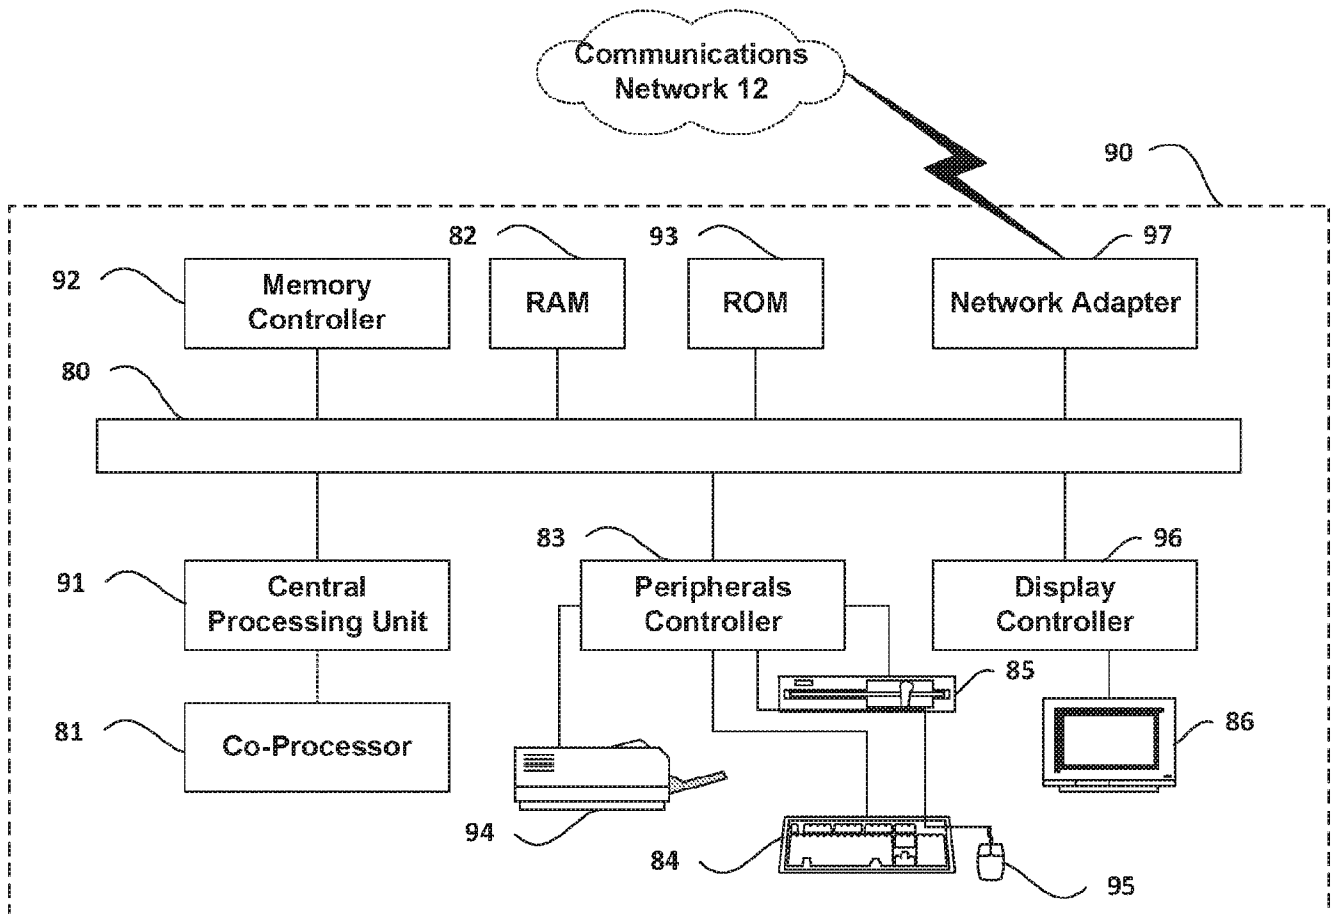 Communications
Network 12
90
82
93
97
92
Memory
Controller
RAM
ROM
Network Adapter
80
83
96
91
Central
Processing Unit
Peripherals
Controller
Display
Controller
85
81
Co-Processor
86
94
84
95